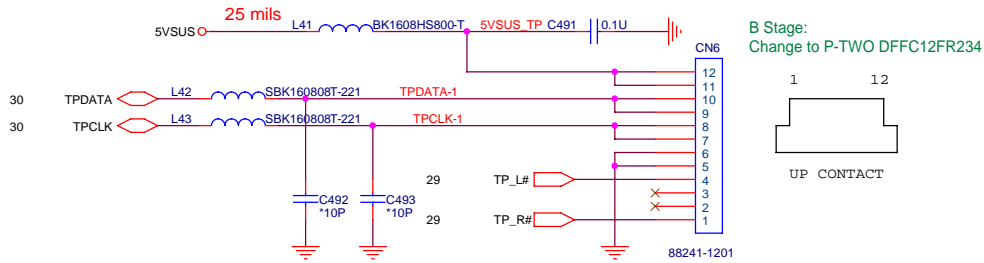 25 mils
5VSUS
L41
BK1608HS800-T
5VSUS_TP
C491
0.1U
B Stage:
Change to P-TWO DFFC12FR234
CN6
30
TPDATA
L42
SBK160808T-221
TPDATA-1
30
TPCLK
L43
SBK160808T-221
TPCLK-1
12
11
10
9
8
7
6
5
4
3
2
1
1 12
UP CONTACT
C492
*10P
C493
*10P
29
TP_L#
29
TP_R#
88241-1201